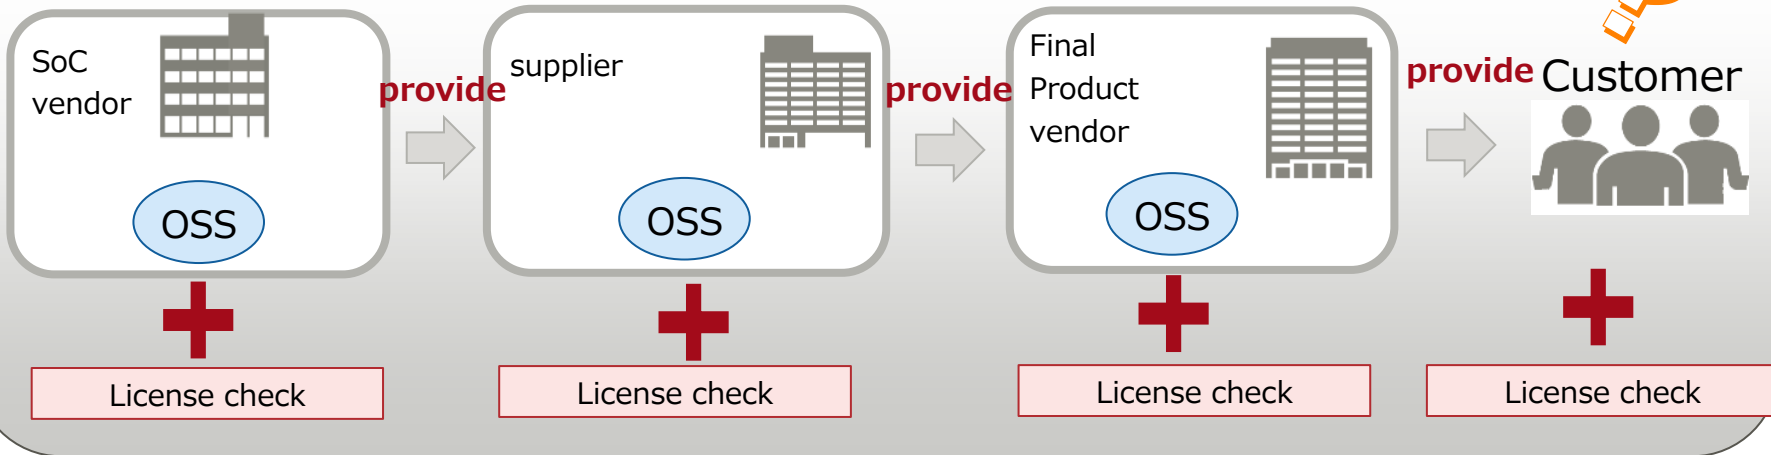 SoC
vendor
OSS
License check
provide
supplier
OSS
License check
provide
Final
Product
vendor
OSS
License check
provide
Customer
License check